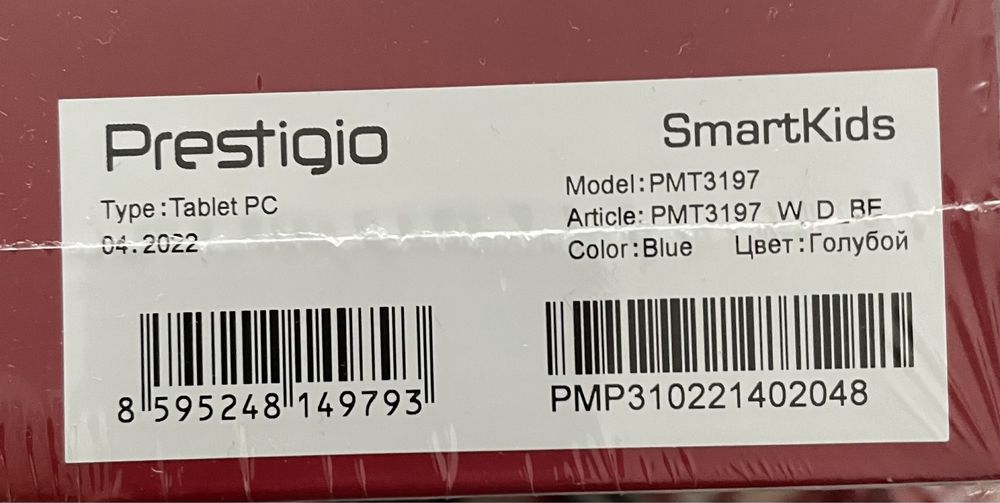 Prestigio
SmartKids
Type:Tablet PC
04.2022
Model:PMT3197
Article: PMT3197_W_D_BE
Color:Blue Цвет:Голубой
8 595248 149793
PMP310221402048